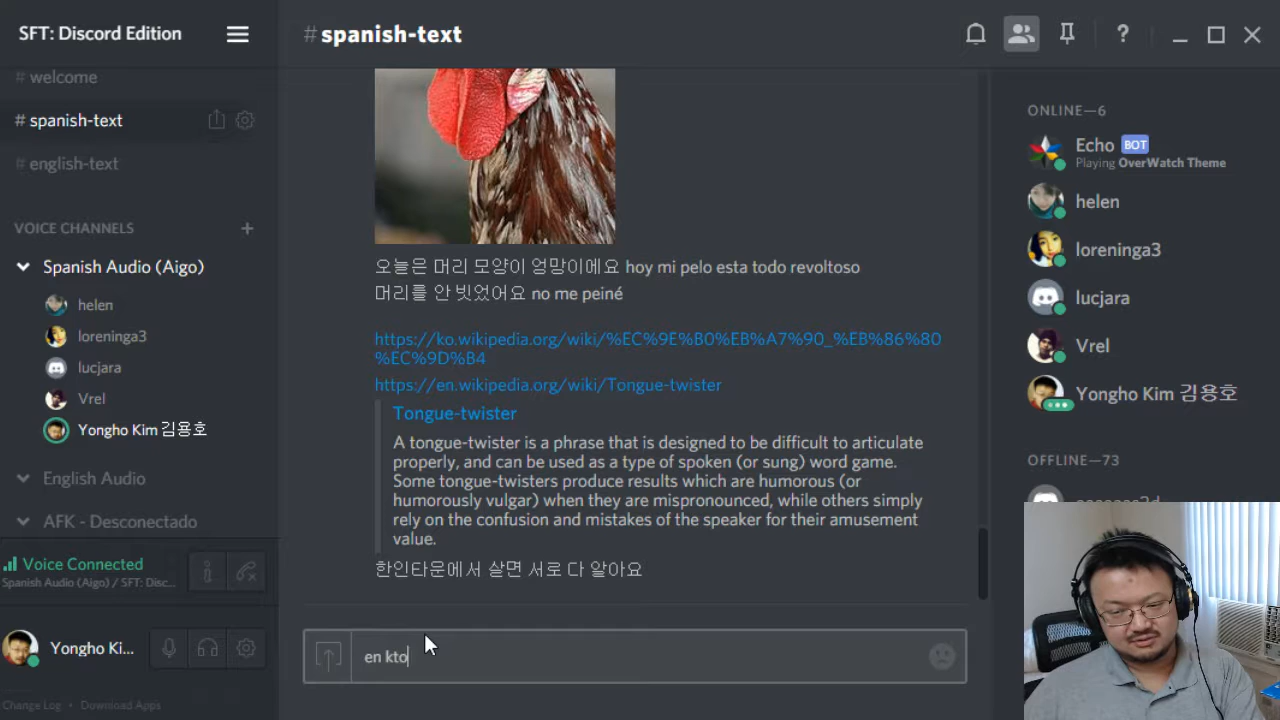 SFT: Discord Edition
# spanish-text
# welcome
# spanish-text
# english-text
VOICE CHANNELS
Spanish Audio (Aigo)
helen
loreninga3
lucjara
Vrel
Yongho Kim 김용호
English Audio
AFK - Desconectado
Voice Connected
Spanish Audio (Aigo) / SFT: Disc...
Yongho Ki...
Change Log • Download Apps
오늘은 머리 모양이 엉망이에요 hoy mi pelo esta todo revoltoso
머리를 안 빗었어요 no me peiné
https://ko.wikipedia.org/wiki/%EC%9E%B0%EB%A7%90_%EB%86%80
%EC%9D%B4
https://en.wikipedia.org/wiki/Tongue-twister
Tongue-twister
A tongue-twister is a phrase that is designed to be difficult to articulate
properly, and can be used as a type of spoken (or sung) word game.
Some tongue-twisters produce results which are humorous (or
humorously vulgar) when they are mispronounced, while others simply
rely on the confusion and mistakes of the speaker for their amusement
value.
한인타운에서 살면 서로 다 알아요
en kto
ONLINE—6
Echo BOT
Playing OverWatch Theme
helen
loreninga3
lucjara
Vrel
Yongho Kim 김용호
OFFLINE—73